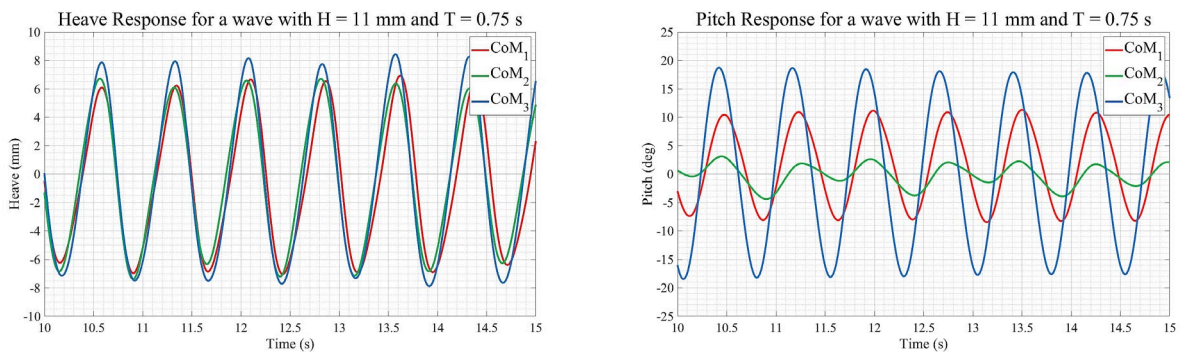 Heave Response for a wave with H = 11 mm and T = 0.75 s
10
8
6
4
2
0
-2
-4
-6
-8
-10
Heave (mm)
10 10.5 11 11.5 12 12.5 13 13.5 14 14.5 15
Time (s)
CoM1
CoM2
CoM3
Pitch Response for a wave with H = 11 mm and T = 0.75 s
25
20
15
10
5
0
-5
-10
-15
-20
-25
Pitch (deg)
10 10.5 11 11.5 12 12.5 13 13.5 14 14.5 15
Time (s)
CoM1
CoM2
CoM3